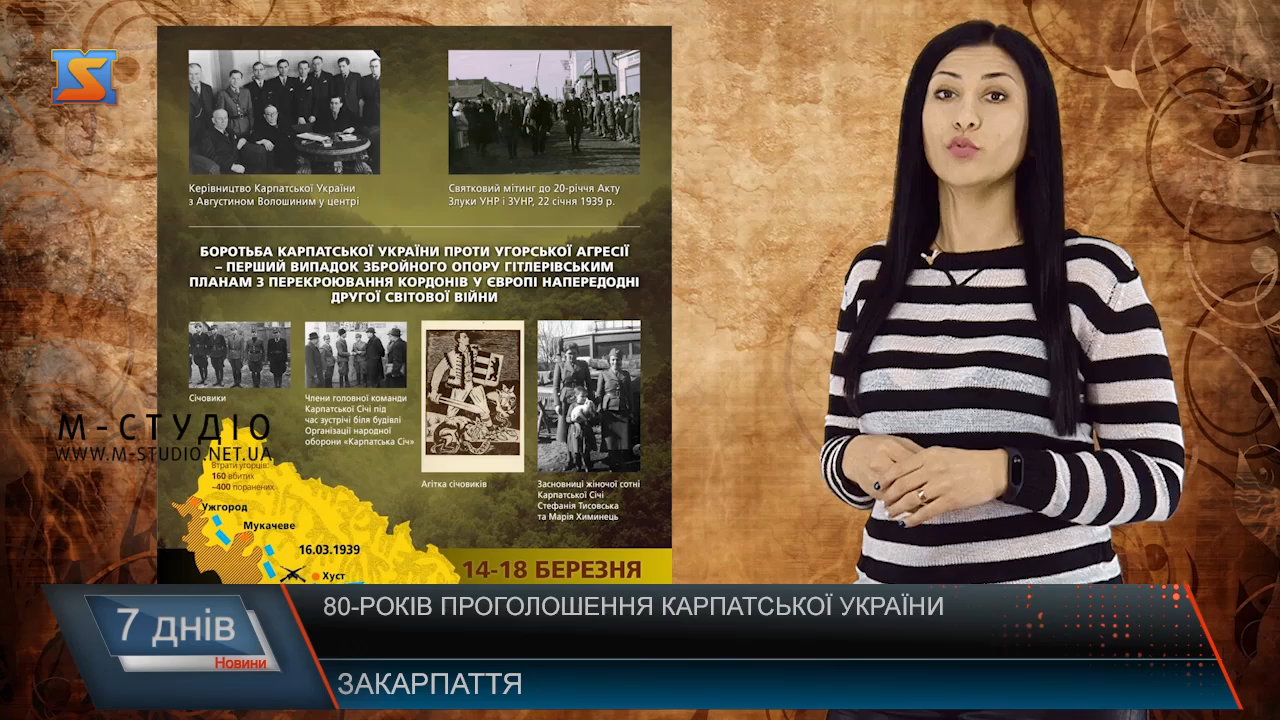 Керівництво Карпатської України
з Августином Волошиним у центрі
Святковий мітинг до 20-річчя Акту
Злуки УНР і ЗУНР, 22 січня 1939 р.
БОРОТЬБА КАРПАТСЬКОЇ УКРАЇНИ ПРОТИ УГОРСЬКОЇ АГРЕСІЇ
– ПЕРШИЙ ВИПАДОК ЗБРОЙНОГО ОПОРУ ГІТЛЕРІВСЬКИМ
ПЛАНАМ З ПЕРЕКРОЮВАННЯ КОРДОНІВ У ЄВРОПІ НАПЕРЕДОДНІ
ДРУГОЇ СВІТОВОЇ ВІЙНИ
Січовики
Члени головної команди
Карпатської Січі під
час зустрічі біля будівлі
Організації народної
оборони «Карпатська Січ»
Агітка січовиків
Засновниці жіночої сотні
Карпатської Січі
Стефанія Тисовська
та Марія Химинець
М-СТУДІО
WWW.M-STUDIO.NET.UA
Втрати угорців:
160 вбитих
~400 поранених
Ужгород
Мукачеве
16.03.1939
Хуст
14-18 БЕРЕЗНЯ
7 днів
Новини
80-РОКІВ ПРОГОЛОШЕННЯ КАРПАТСЬКОЇ УКРАЇНИ
ЗАКАРПАТТЯ